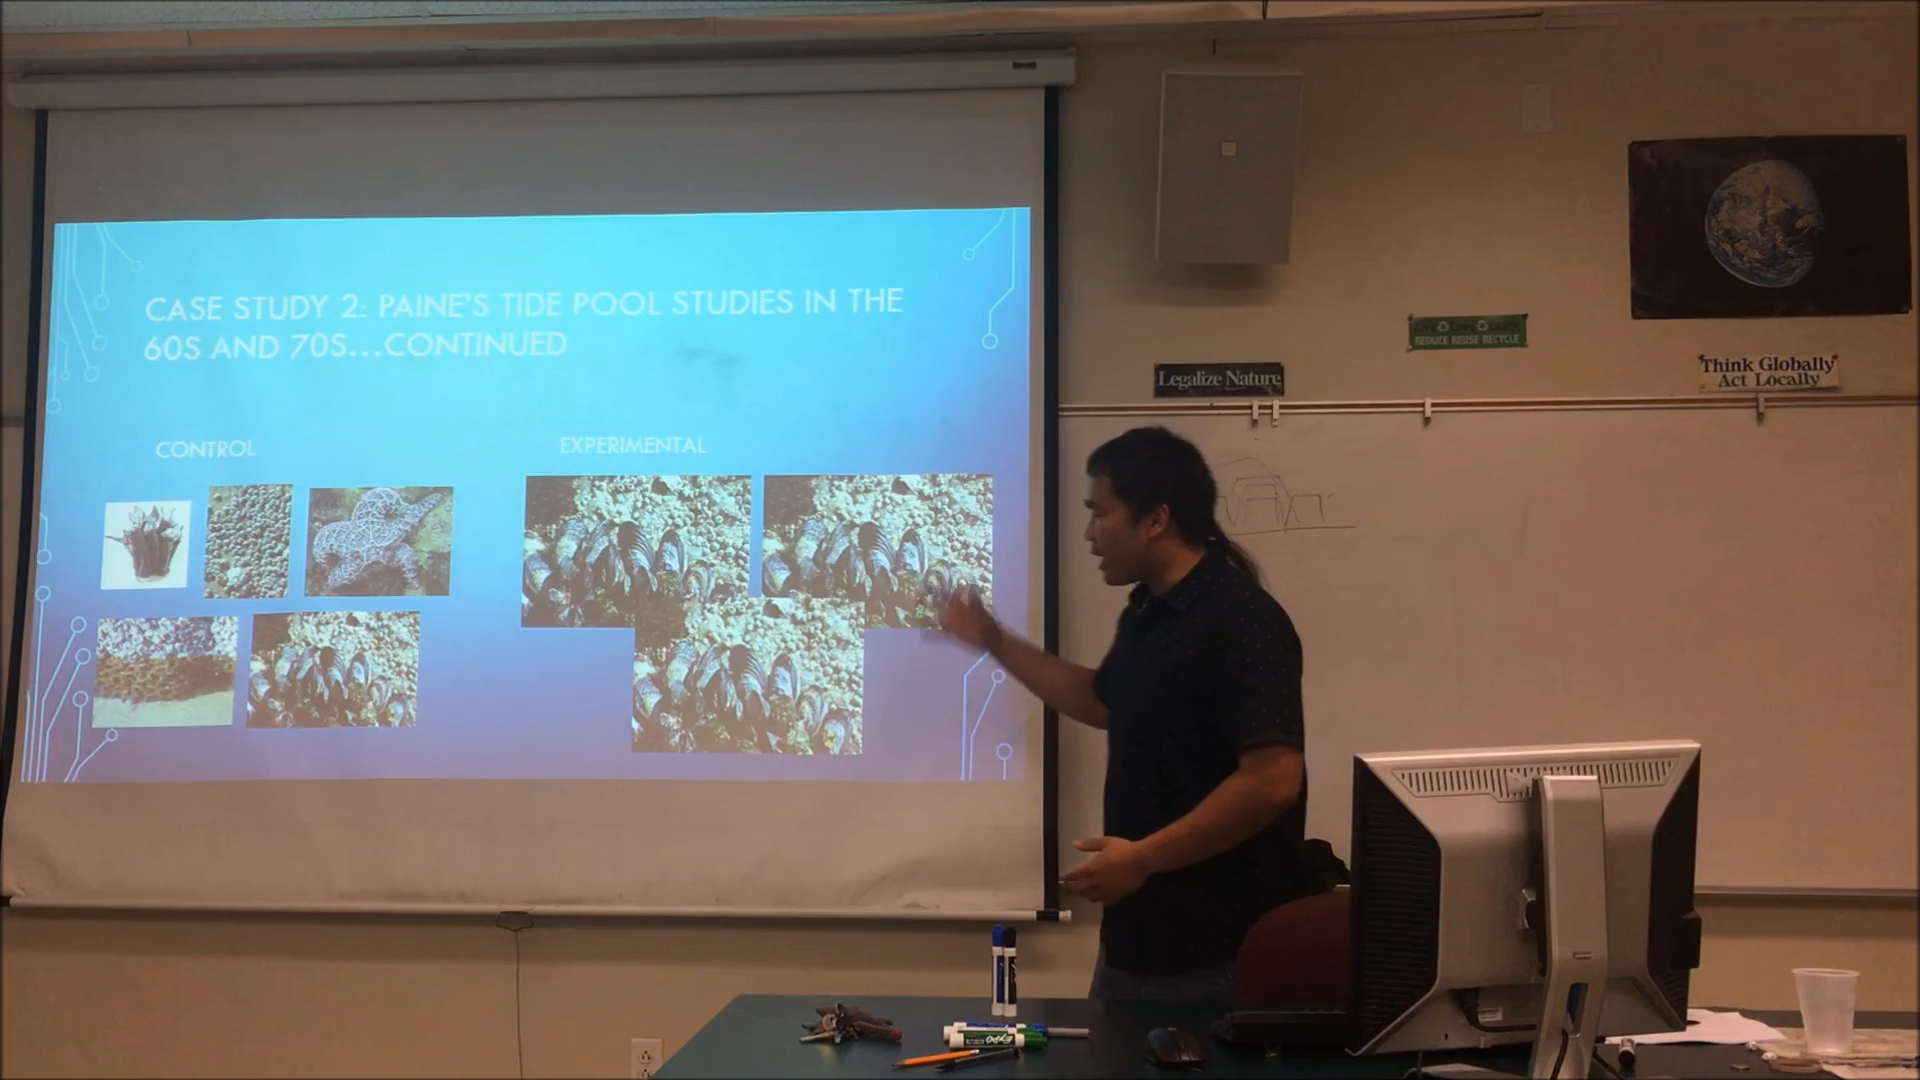 CASE STUDY 2: PAINE'S TIDE POOL STUDIES IN THE
60S AND 70S...CONTINUED
CONTROL
EXPERIMENTAL
Legalize Nature
REDUCE REUSE RECYCLE
Think Globally
Act Locally
EXPO